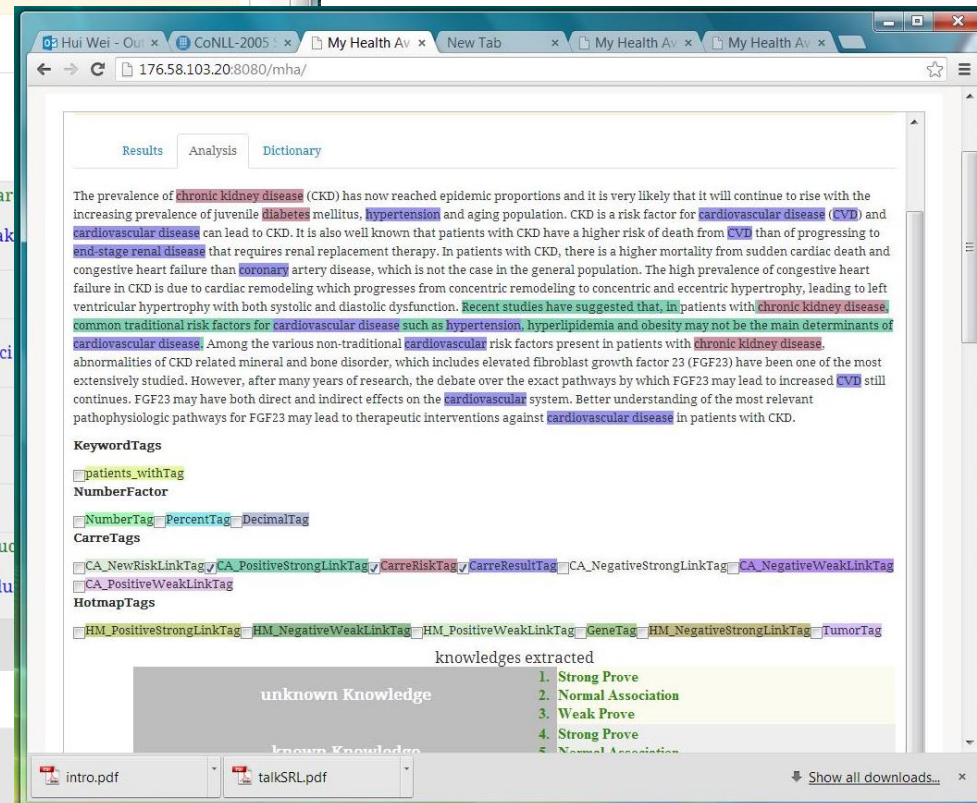 Hui Wei - Out
CoNLL-2005 S
My Health Av
New Tab
My Health Av
My Health Av
176.58.103.20:8080/mha/
Results Analysis Dictionary
The prevalence of chronic kidney disease (CKD) has now reached epidemic proportions and it is very likely that it will continue to rise with the
increasing prevalence of juvenile diabetes mellitus, hypertension and aging population. CKD is a risk factor for cardiovascular disease (CVD) and
cardiovascular disease can lead to CKD. It is also well known that patients with CKD have a higher risk of death from CVD than of progressing to
end-stage renal disease that requires renal replacement therapy. In patients with CKD, there is a higher mortality from sudden cardiac death and
congestive heart failure than coronary artery disease, which is not the case in the general population. The high prevalence of congestive heart
failure in CKD is due to cardiac remodeling which progresses from concentric remodeling to concentric and eccentric hypertrophy, leading to left
ventricular hypertrophy with both systolic and diastolic dysfunction. Recent studies have suggested that, in patients with chronic kidney disease,
common traditional risk factors for cardiovascular disease such as hypertension, hyperlipidemia and obesity may not be the main determinants of
cardiovascular disease. Among the various non-traditional cardiovascular risk factors present in patients with chronic kidney disease,
abnormalities of CKD related mineral and bone disorder, which includes elevated fibroblast growth factor 23 (FGF23) have been one of the most
extensively studied. However, after many years of research, the debate over the exact pathways by which FGF23 may lead to increased CVD still
continues. FGF23 may have both direct and indirect effects on the cardiovascular system. Better understanding of the most relevant
pathophysiologic pathways for FGF23 may lead to therapeutic interventions against cardiovascular disease in patients with CKD.
KeywordTags
patients_withTag
NumberFactor
NumberTag PercentTag DecimalTag
CarreTags
CA_NewRiskLinkTag CA_PositiveStrongLinkTag CarreRiskTag CarreResultTag CA_NegativeStrongLinkTag CA_NegativeWeakLinkTag
CA_PositiveWeakLinkTag
HotmapTags
HM_PositiveStrongLinkTag HM_NegativeWeakLinkTag HM_PositiveWeakLinkTag GeneTag HM_NegativeStrongLinkTag TumorTag
knowledges extracted
unknown Knowledge
1. Strong Prove
2. Normal Association
3. Weak Prove
known Knowledge
4. Strong Prove
5. Normal Association
intro.pdf
talkSRL.pdf
Show all downloads...